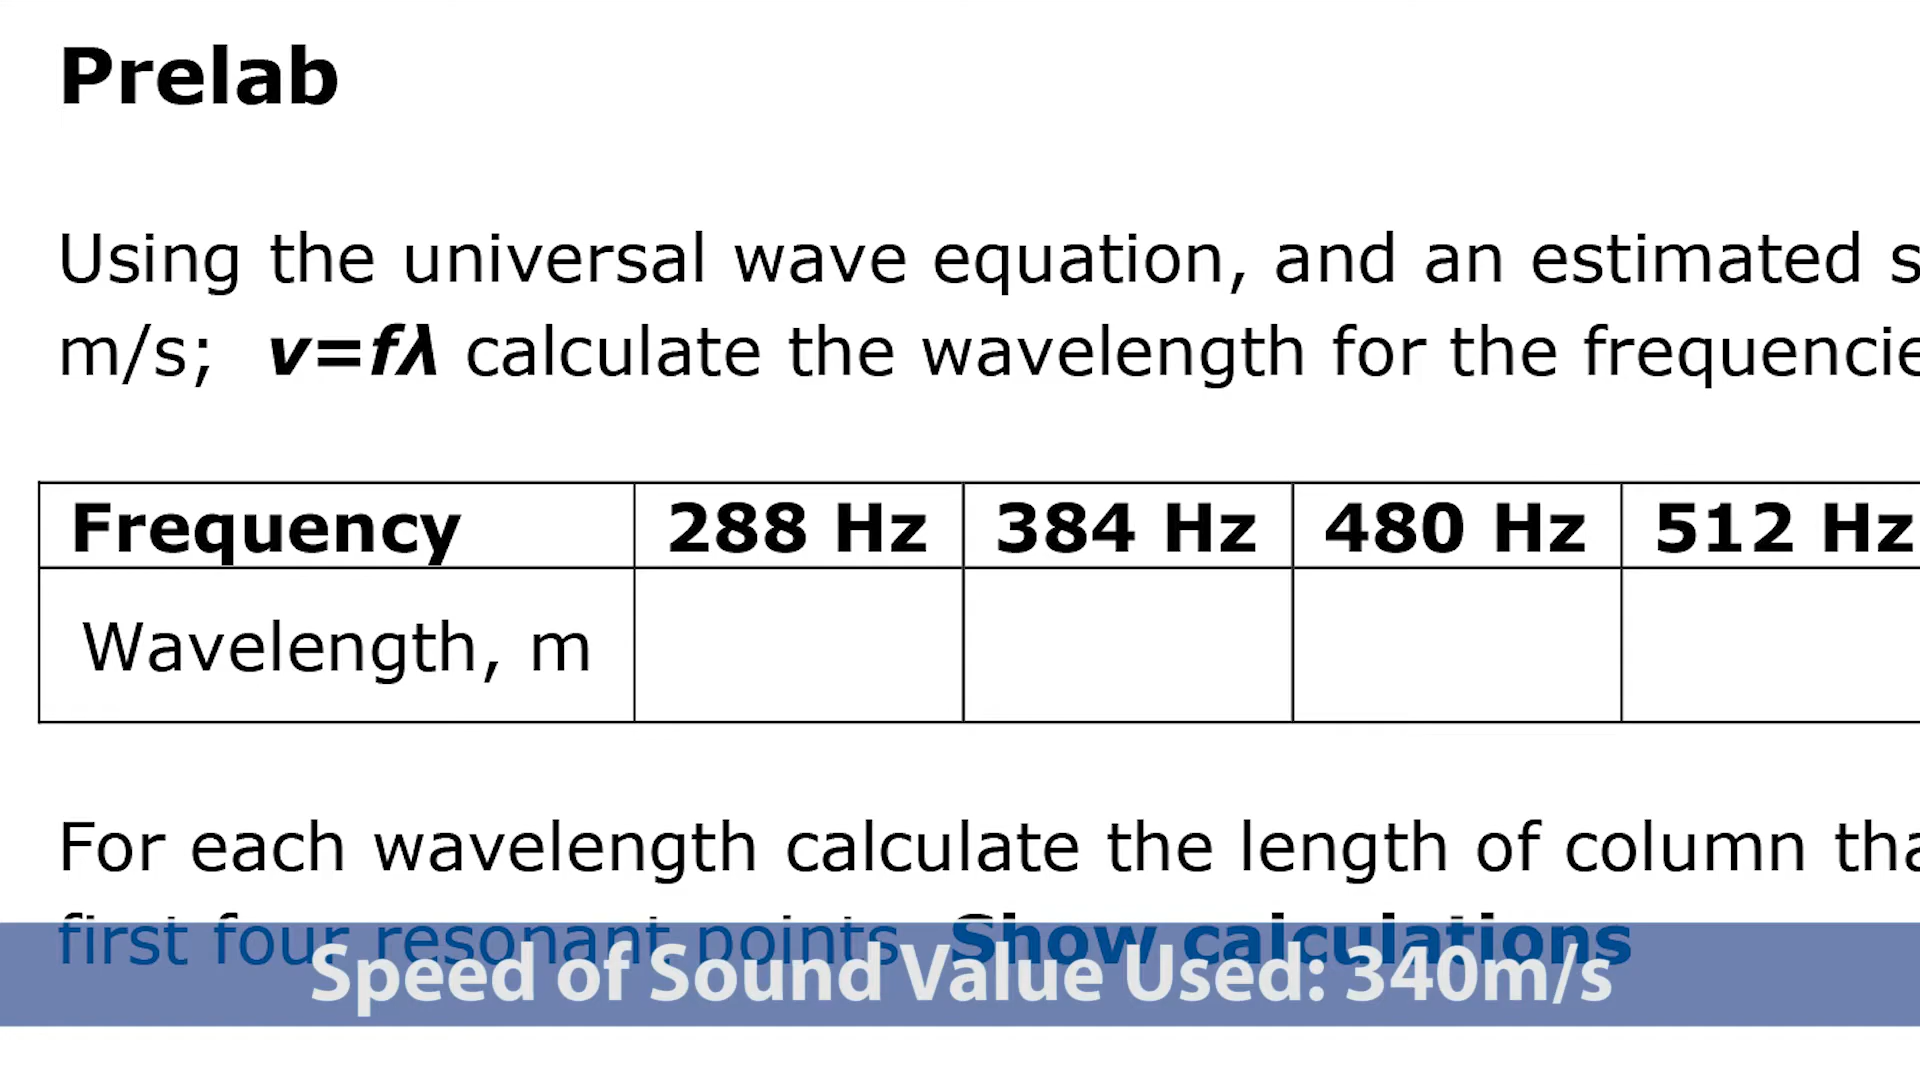 Prelab
Using the universal wave equation, and an estimated s
m/s; v=fλ calculate the wavelength for the frequencie
Frequency 288 Hz 384 Hz 480 Hz 512 Hz
Wavelength, m
For each wavelength calculate the length of column tha
first four resonant points. Show calculations
Speed of Sound Value Used: 340m/s